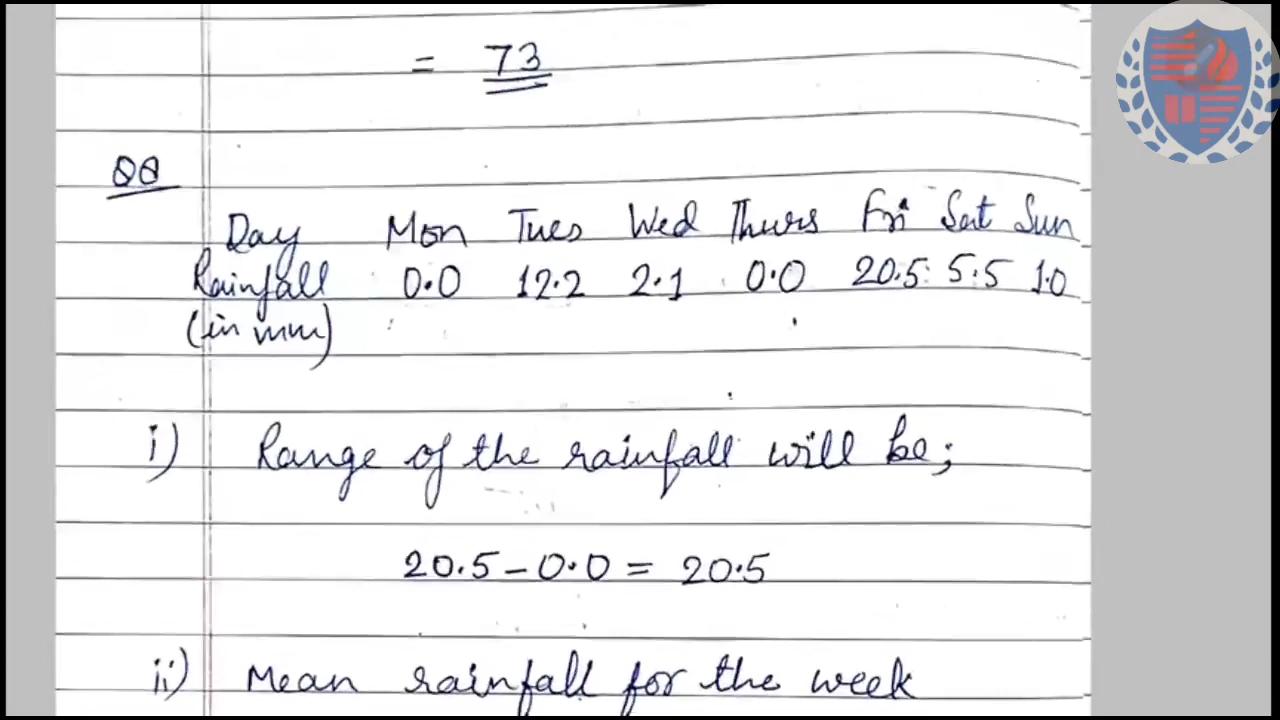 = 73
Q8
Day Mon Tues Wed Thurs Fri Sat Sun
Rainfall 0.0 12.2 2.1 0.0 20.5 5.5 1.0
(in mm)
i) Range of the rainfall will be;
20.5 - 0.0 = 20.5
ii) Mean rainfall for the week